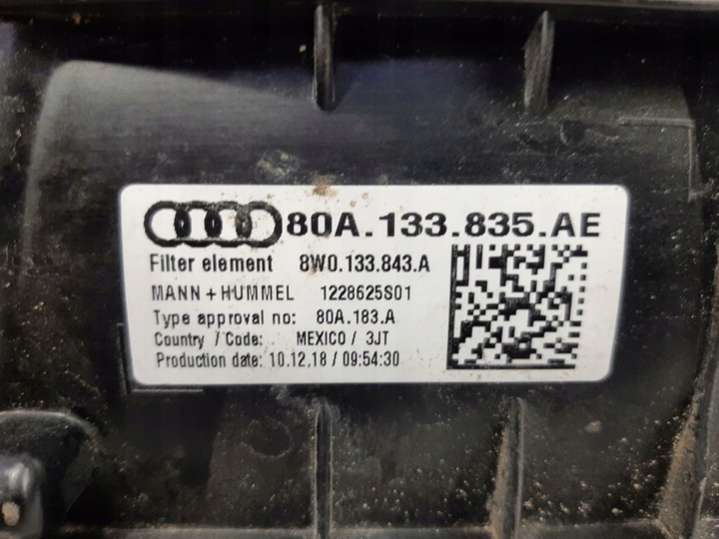 80A.133.835.AE
Filter element 8W0.133.843.A
MANN+HUMMEL 1228625S01
Type approval no: 80A.183.A
Country / Code: MEXICO / 3JT
Production date: 10.12.18 / 09:54:30